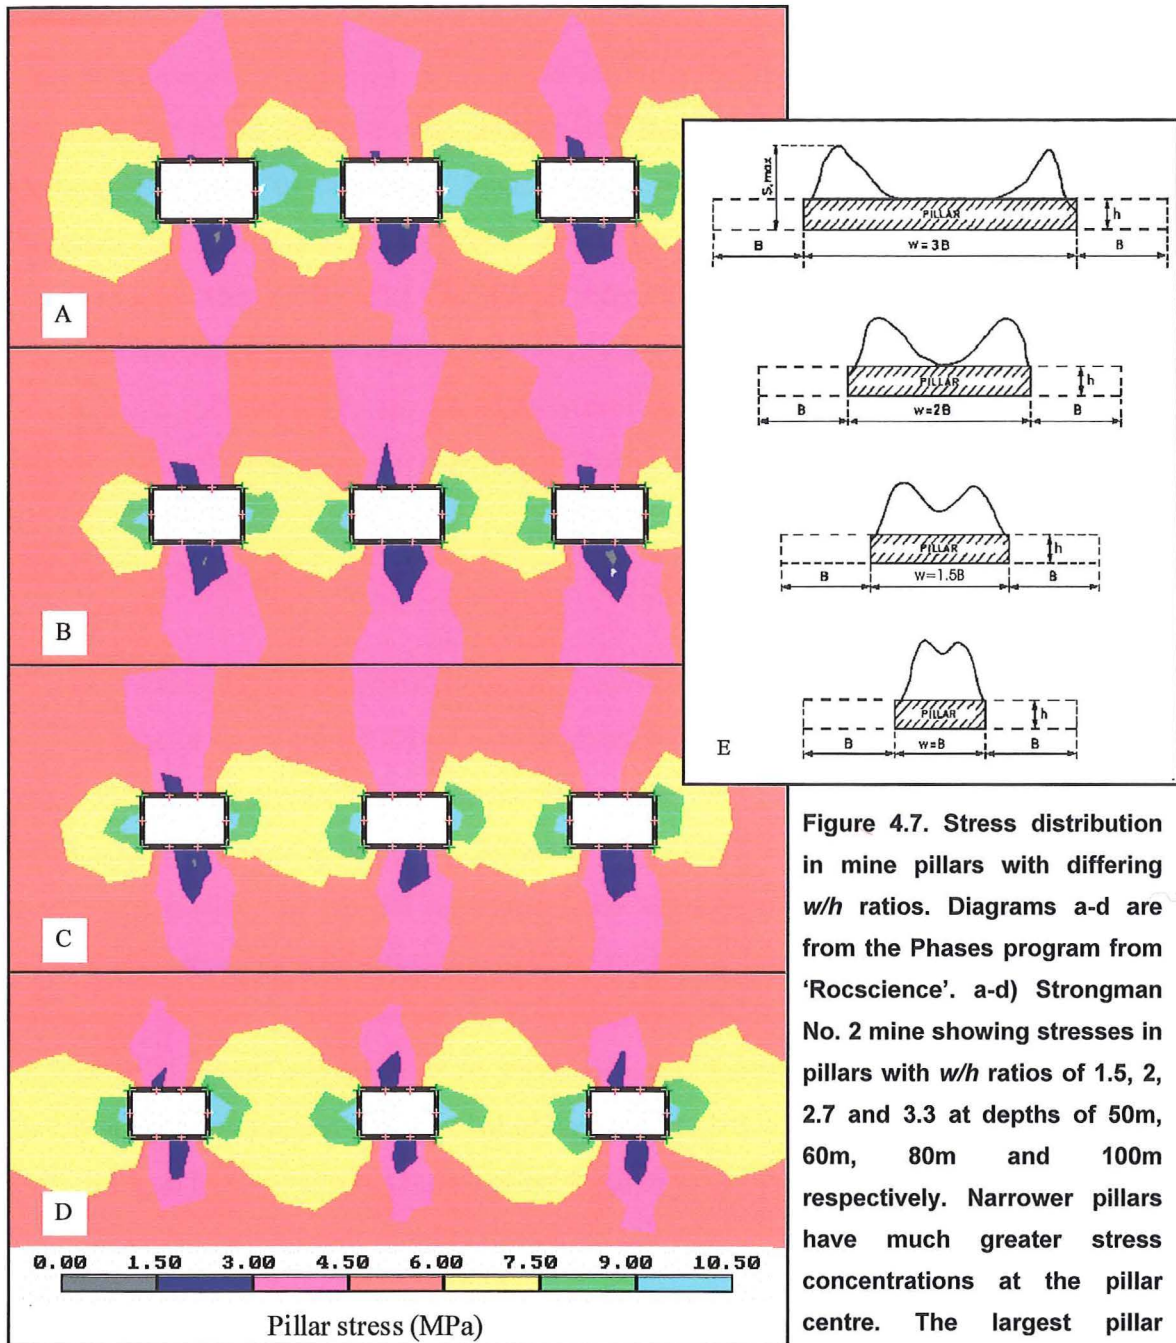 A
B
C
D
0.00 1.50 3.00 4.50 6.00 7.50 9.00 10.50
Pillar stress (MPa)
S. max
PILLAR
h
B w = 3B B
PILLAR
h
B w=2B B
PILLAR
h
B w=1.5B B
PILLAR
h
E B w=B B
Figure 4.7. Stress distribution
in mine pillars with differing
w/h ratios. Diagrams a-d are
from the Phases program from
‘Rocscience’. a-d) Strongman
No. 2 mine showing stresses in
pillars with w/h ratios of 1.5, 2,
2.7 and 3.3 at depths of 50m,
60m, 80m and 100m
respectively. Narrower pillars
have much greater stress
concentrations at the pillar
centre. The largest pillar